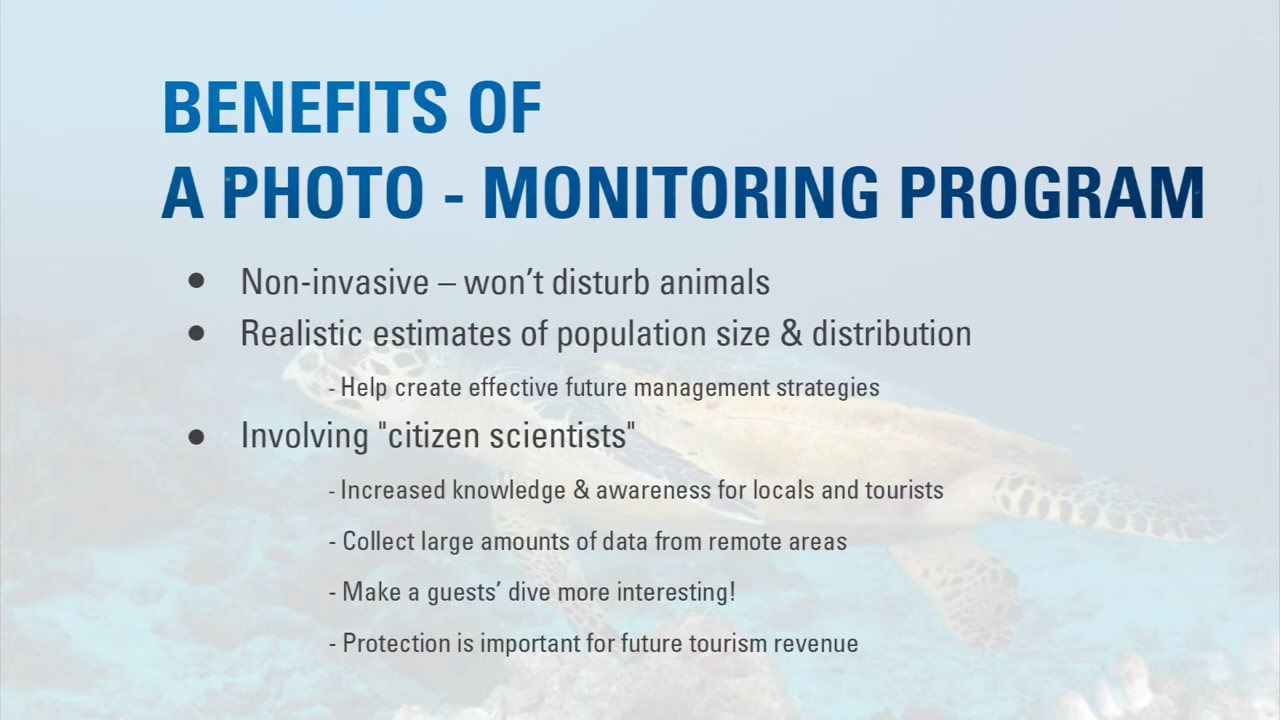 BENEFITS OF
A PHOTO - MONITORING PROGRAM
● Non-invasive – won’t disturb animals
● Realistic estimates of population size & distribution
- Help create effective future management strategies
● Involving "citizen scientists"
- Increased knowledge & awareness for locals and tourists
- Collect large amounts of data from remote areas
- Make a guests’ dive more interesting!
- Protection is important for future tourism revenue